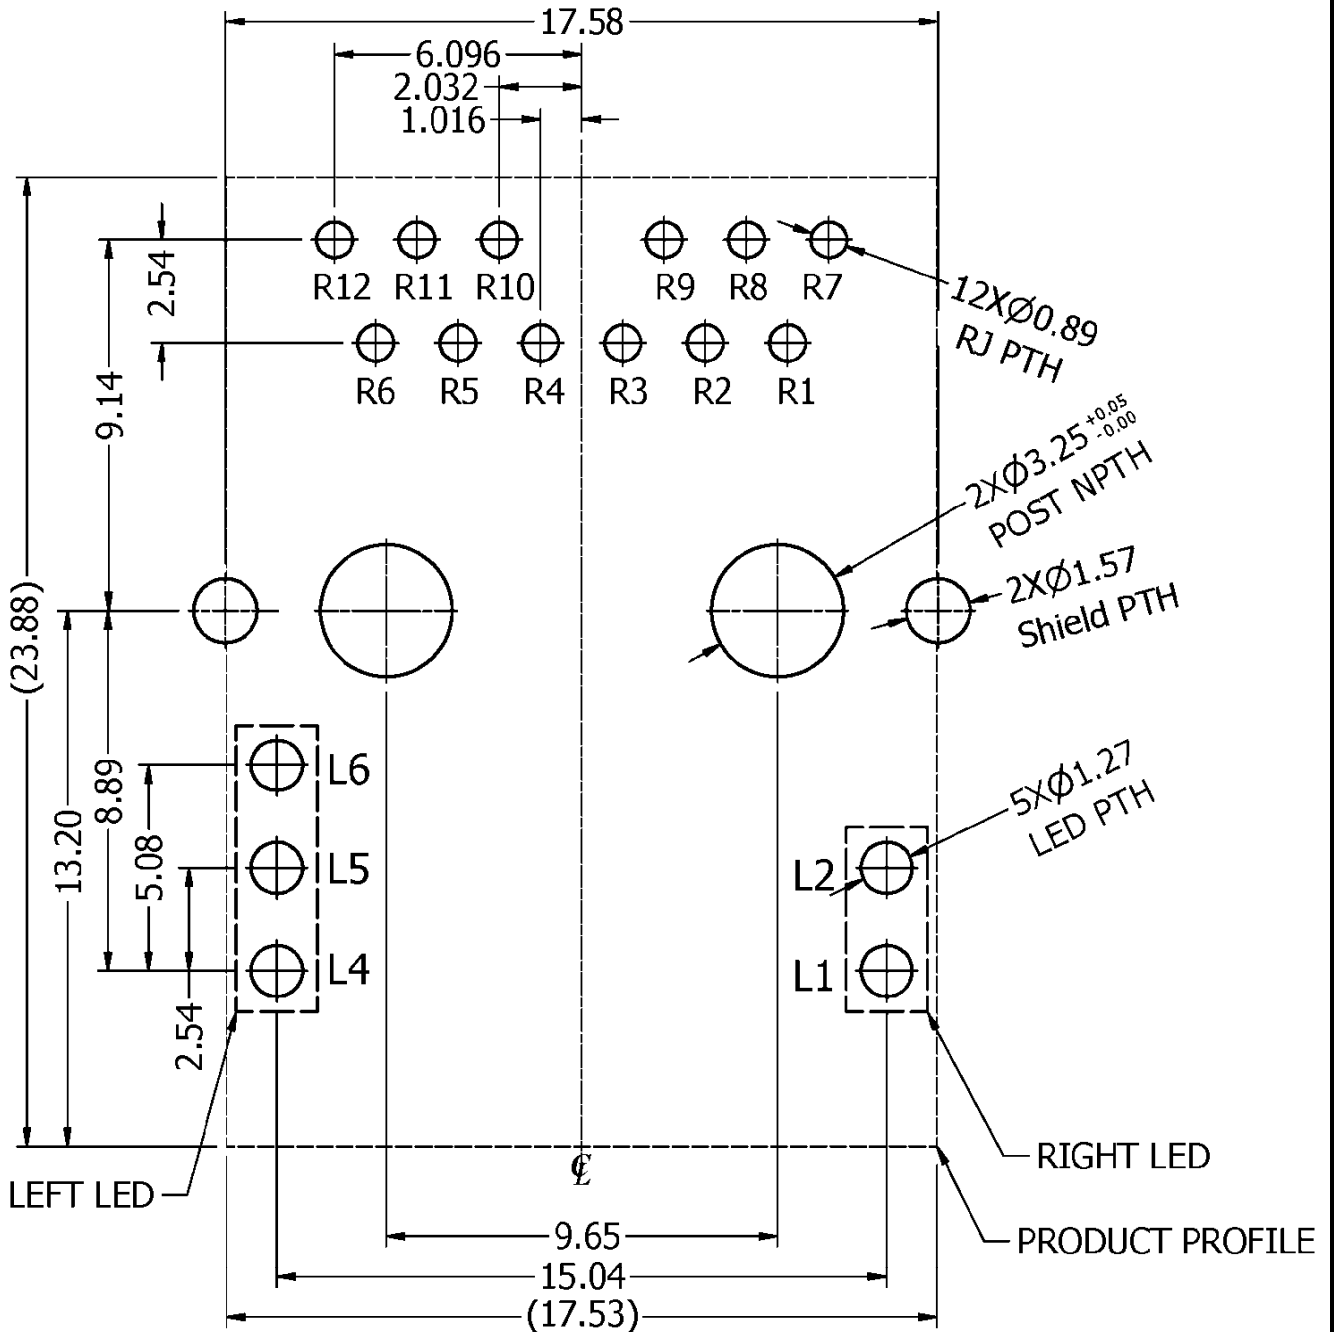 17.58
6.096
2.032
1.016
R12 R11 R10 R9 R8 R7
2.54
12XØ0.89
RJ PTH
R6 R5 R4 R3 R2 R1
9.14
2XØ3.25 +0.05 -0.00
POST NPTH
2XØ1.57
Shield PTH
(23.88)
L6
8.89
5XØ1.27
LED PTH
13.20
5.08
L5
L2
L4
L1
2.54
RIGHT LED
℄
LEFT LED
9.65
PRODUCT PROFILE
15.04
(17.53)